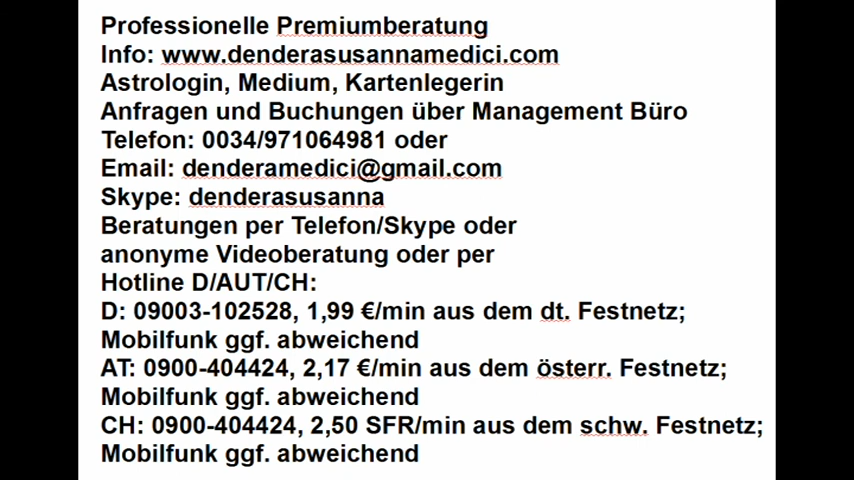 Professionelle Premiumberatung
Info: www.denderasusannamedici.com
Astrologin, Medium, Kartenlegerin
Anfragen und Buchungen über Management Büro
Telefon: 0034/971064981 oder
Email: denderamedici@gmail.com
Skype: denderasusanna
Beratungen per Telefon/Skype oder
anonyme Videoberatung oder per
Hotline D/AUT/CH:
D: 09003-102528, 1,99 €/min aus dem dt. Festnetz;
Mobilfunk ggf. abweichend
AT: 0900-404424, 2,17 €/min aus dem österr. Festnetz;
Mobilfunk ggf. abweichend
CH: 0900-404424, 2,50 SFR/min aus dem schw. Festnetz;
Mobilfunk ggf. abweichend